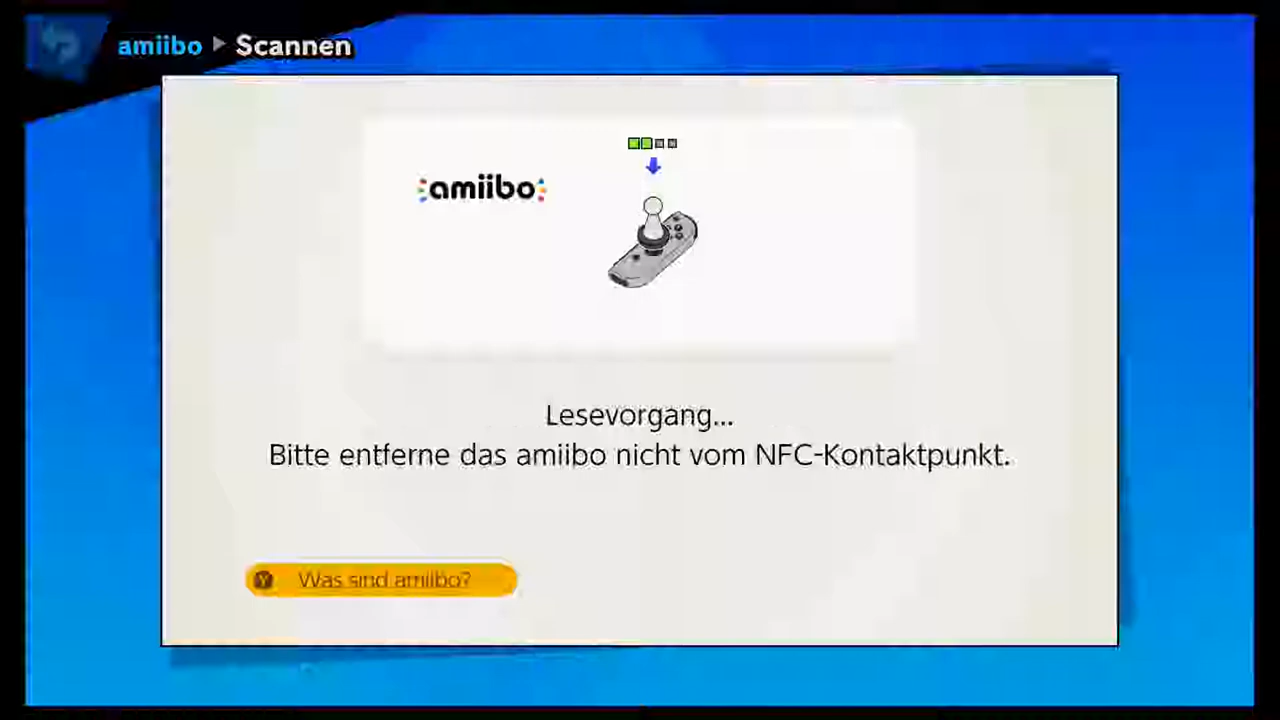 amiibo ▶ Scannen
amiibo
Lesevorgang...
Bitte entferne das amiibo nicht vom NFC-Kontaktpunkt.
Y Was sind amiibo?